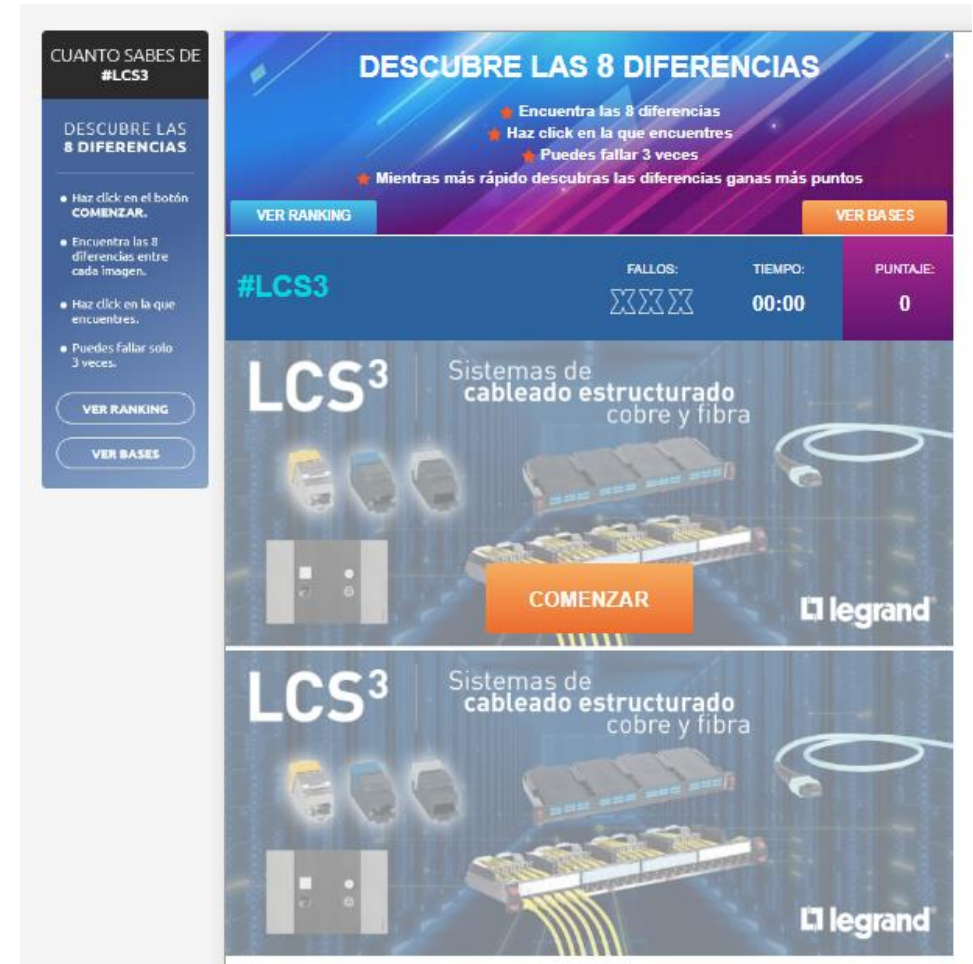 CUANTO SABES DE
#LCS3
DESCUBRE LAS
8 DIFERENCIAS
Haz click en el botón
COMENZAR.
Encuentra las 8
diferencias entre
cada imagen.
Haz click en la que
encuentres.
Puedes fallar solo
3 veces.
VER RANKING
VER BASES
DESCUBRE LAS 8 DIFERENCIAS
Encuentra las 8 diferencias
Haz click en la que encuentres
Puedes fallar 3 veces
Mientras más rápido descubras las diferencias ganas más puntos
VER RANKING
VER BASES
#LCS3
FALLOS:
XXX
TIEMPO:
00:00
PUNTAJE:
0
LCS³
Sistemas de
cableado estructurado
cobre y fibra
COMENZAR
legrand
LCS³
Sistemas de
cableado estructurado
cobre y fibra
legrand